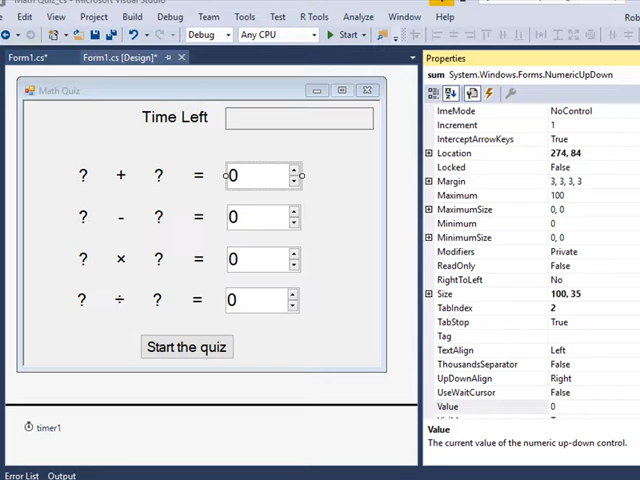 Math Quiz_cs - Microsoft Visual Studio
Edit View Project Build Debug Team Tools Test R Tools Analyze Window Help
Rob
Debug Any CPU Start
Form1.cs* Form1.cs [Design]*
Math Quiz
Time Left
? + ? = 0
? - ? = 0
? × ? = 0
? ÷ ? = 0
Start the quiz
timer1
Error List Output
Properties
sum System.Windows.Forms.NumericUpDown
ImeMode NoControl
Increment 1
InterceptArrowKeys True
Location 274, 84
Locked False
Margin 3, 3, 3, 3
Maximum 100
MaximumSize 0, 0
Minimum 0
MinimumSize 0, 0
Modifiers Private
ReadOnly False
RightToLeft No
Size 100, 35
TabIndex 2
TabStop True
Tag
TextAlign Left
ThousandsSeparator False
UpDownAlign Right
UseWaitCursor False
Value 0
Value
The current value of the numeric up-down control.